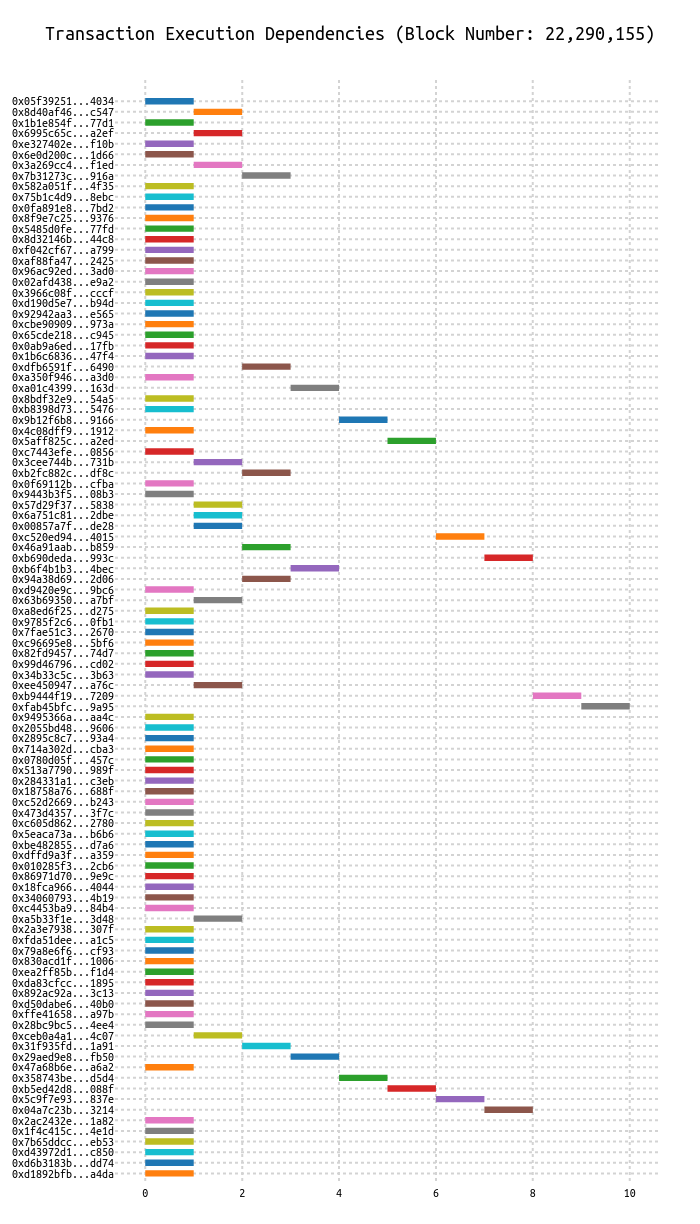 Transaction Execution Dependencies (Block Number: 22,290,155)
0x05f39251...4034
0x8d40af46...c547
0x1b1e854f...77d1
0x6995c65c...a2ef
0xe327402e...f10b
0x6e0d200c...1d66
0x3a269cc4...f1ed
0x7b31273c...916a
0x582a051f...4f35
0x75b1c4d9...8ebc
0x0fa891e8...7bd2
0x8f9e7c25...9376
0x5485d0fe...77fd
0x8d32146b...44c8
0xf042cf67...a799
0xaf88fa47...2425
0x96ac92ed...3ad0
0x02afd438...e9a2
0x3966c08f...cccf
0xd190d5e7...b94d
0x92942aa3...e565
0xcbe90909...973a
0x65cde218...c945
0x0ab9a6ed...17fb
0x1b6c6836...47f4
0xdfb6591f...6490
0xa350f946...a3d0
0xa01c4399...163d
0x8bdf32e9...54a5
0xb8398d73...5476
0x9b12f6b8...9166
0x4c08dff9...1912
0x5aff825c...a2ed
0xc7443efe...0856
0x3cee744b...731b
0xb2fc882c...df8c
0x0f69112b...cfba
0x9443b3f5...08b3
0x57d29f37...5838
0x6a751c81...2dbe
0x00857a7f...de28
0xc520ed94...4015
0x46a91aab...b859
0xb690deda...993c
0xb6f4b1b3...4bec
0x94a38d69...2d06
0xd9420e9c...9bc6
0x63b69350...a7bf
0xa8ed6f25...d275
0x9785f2c6...0fb1
0x7fae51c3...2670
0xc96695e8...5bf6
0x82fd9457...74d7
0x99d46796...cd02
0x34b33c5c...3b63
0xee450947...a76c
0xb9444f19...7209
0xfab45bfc...9a95
0x9495366a...aa4c
0x2055bd48...9606
0x2895c8c7...93a4
0x714a302d...cba3
0x0780d05f...457c
0x513a7790...989f
0x284331a1...c3eb
0x18758a76...688f
0xc52d2669...b243
0x473d4357...3f7c
0xc605d862...2780
0x5eaca73a...b6b6
0xbe482855...d7a6
0xdffd9a3f...a359
0x010285f3...2cb6
0x86971d70...9e9c
0x18fca966...4044
0x34060793...4b19
0xc4453ba9...84b4
0xa5b33f1e...3d48
0x2a3e7938...307f
0xfda51dee...a1c5
0x79a8e6f6...cf93
0x830acd1f...1006
0xea2ff85b...f1d4
0xda83cfcc...1895
0x892ac92a...3c13
0xd50dabe6...40b0
0xffe41658...a97b
0x28bc9bc5...4ee4
0xceb0a4a1...4c07
0x31f935fd...1a91
0x29aed9e8...fb50
0x47a68b6e...a6a2
0x358743be...d5d4
0xb5ed42d8...088f
0x5c9f7e93...837e
0x04a7c23b...3214
0x2ac2432e...1a82
0x1f4c415c...4e1d
0x7b65ddcc...eb53
0xd43972d1...c850
0xd6b3183b...dd74
0xbd1892bfb...a4da
0 2 4 6 8 10